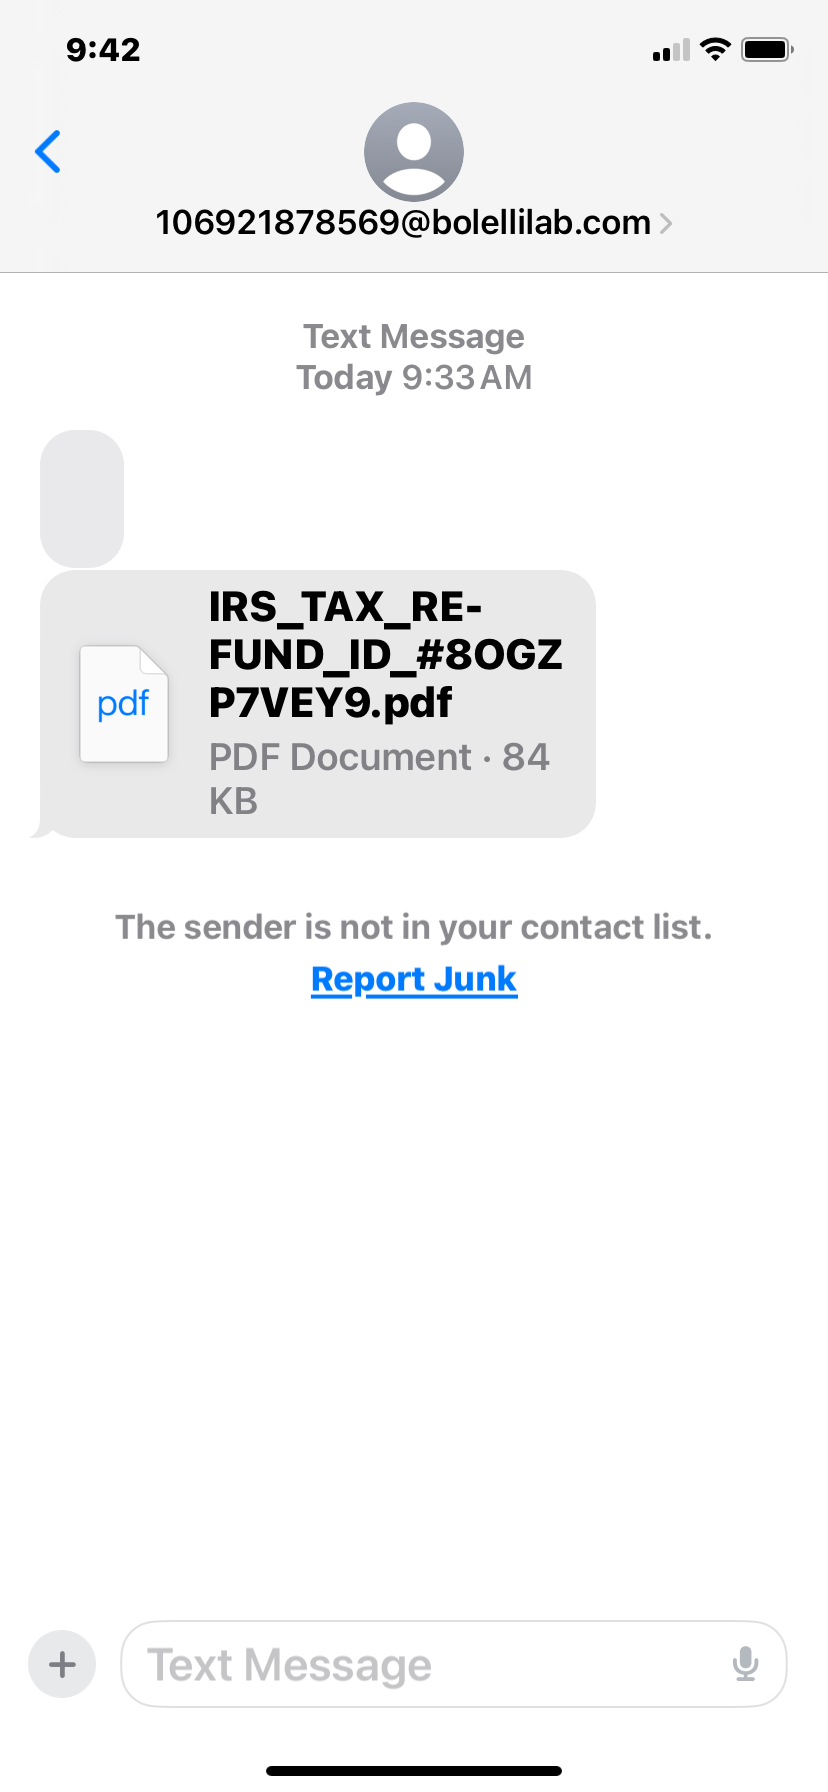 9:42
106921878569@bolellilab.com
Text Message
Today 9:33 AM
IRS_TAX_RE-
FUND_ID_#8OGZ
P7VEY9.pdf
pdf
PDF Document · 84
KB
The sender is not in your contact list.
Report Junk
Text Message